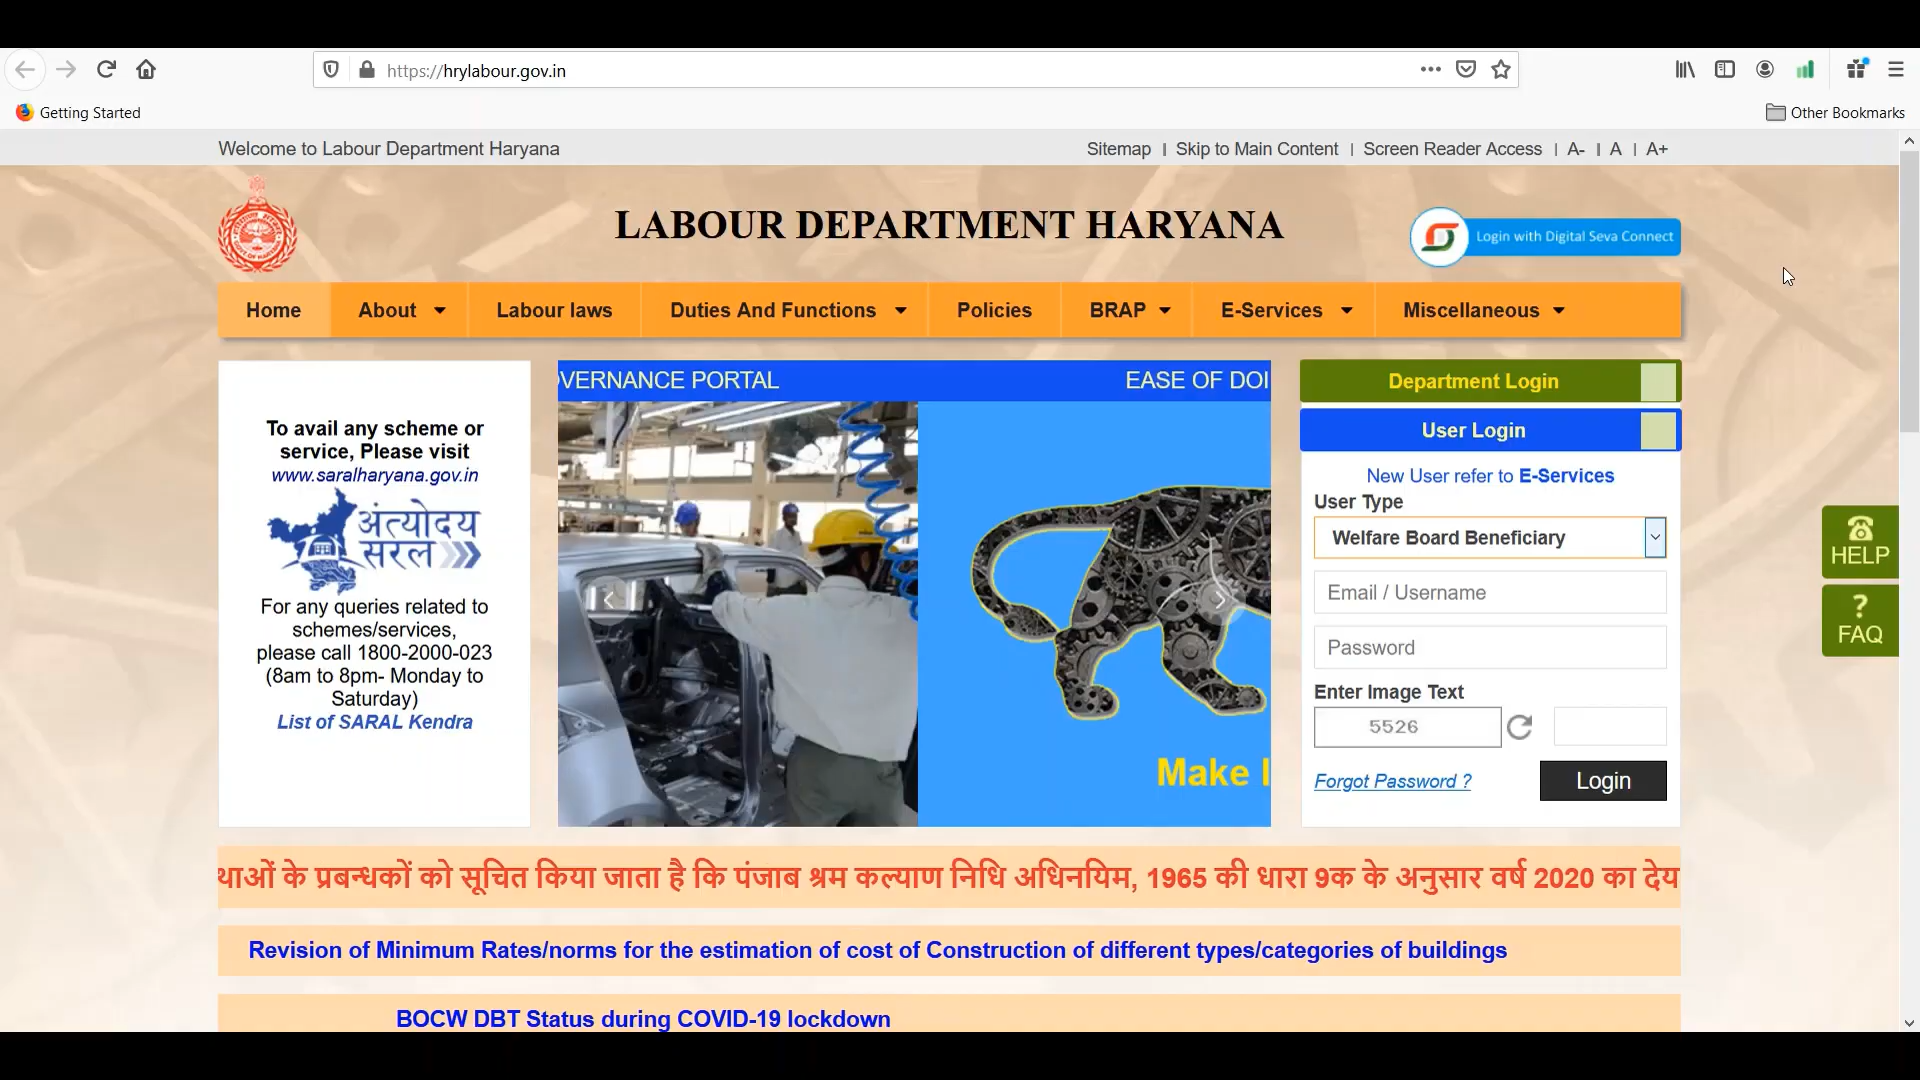 https://hrylabour.gov.in
Getting Started
Other Bookmarks
Welcome to Labour Department Haryana
Sitemap | Skip to Main Content | Screen Reader Access | A- | A | A+
LABOUR DEPARTMENT HARYANA
Login with Digital Seva Connect
Home About Labour laws Duties And Functions Policies BRAP E-Services Miscellaneous
To avail any scheme or
service, Please visit
www.saralharyana.gov.in
अंत्योदय
सरल
For any queries related to
schemes/services,
please call 1800-2000-023
(8am to 8pm- Monday to
Saturday)
List of SARAL Kendra
OVERNANCE PORTAL EASE OF DOI
Make I
Department Login
User Login
New User refer to E-Services
User Type
Welfare Board Beneficiary
Email / Username
Password
Enter Image Text
5526
Forgot Password ?
Login
HELP
?
FAQ
थाओं के प्रबन्धकों को सूचित किया जाता है कि पंजाब श्रम कल्याण निधि अधिनयिम, 1965 की धारा 9क के अनुसार वर्ष 2020 का देय
Revision of Minimum Rates/norms for the estimation of cost of Construction of different types/categories of buildings
BOCW DBT Status during COVID-19 lockdown